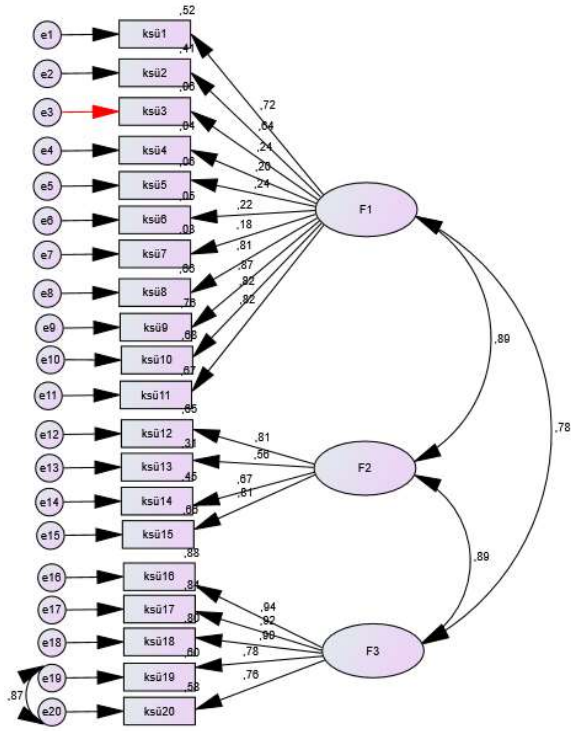 ,52
e1 ksü1
,41
e2 ksü2
,06
e3 ksü3
,04
e4 ksü4
,06
e5 ksü5
,05
e6 ksü6
,03
e7 ksü7
,66
e8 ksü8
,76
e9 ksü9
,68
e10 ksü10
,67
e11 ksü11
,72
,64
,24
,20
,24
,22
,18
,81
,87
,82
,82
F1
,65
e12 ksü12
,31
e13 ksü13
,45
e14 ksü14
,65
e15 ksü15
,81
,56
,67
,81
F2
,88
e16 ksü16
,84
e17 ksü17
,80
e18 ksü18
,60
e19 ksü19
,58
e20 ksü20
,94
,92
,90
,78
,76
F3
,89
,78
,89
,87